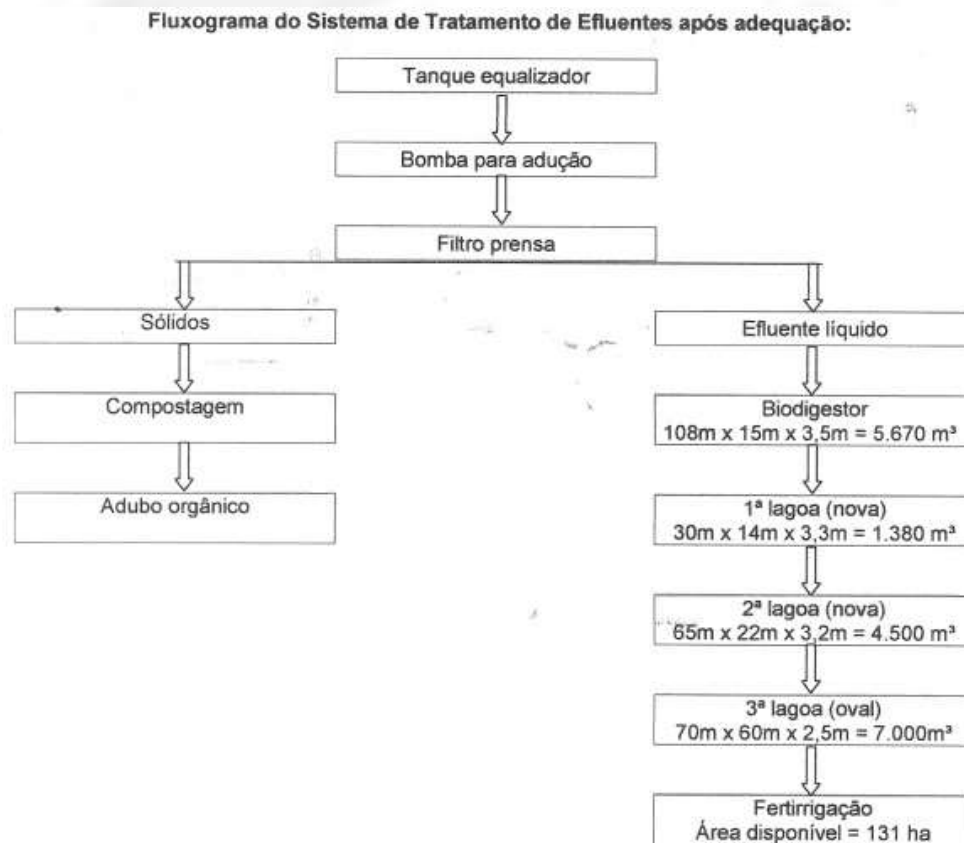 Fluxograma do Sistema de Tratamento de Efluentes após adequação:
Tanque equalizador
Bomba para adução
Filtro prensa
Sólidos
Compostagem
Adubo orgânico
Efluente líquido
Biodigestor
108m x 15m x 3,5m = 5.670 m³
1ª lagoa (nova)
30m x 14m x 3,3m = 1.380 m³
2ª lagoa (nova)
65m x 22m x 3,2m = 4.500 m³
3ª lagoa (oval)
70m x 60m x 2,5m = 7.000m³
Fertirrigação
Área disponível = 131 ha